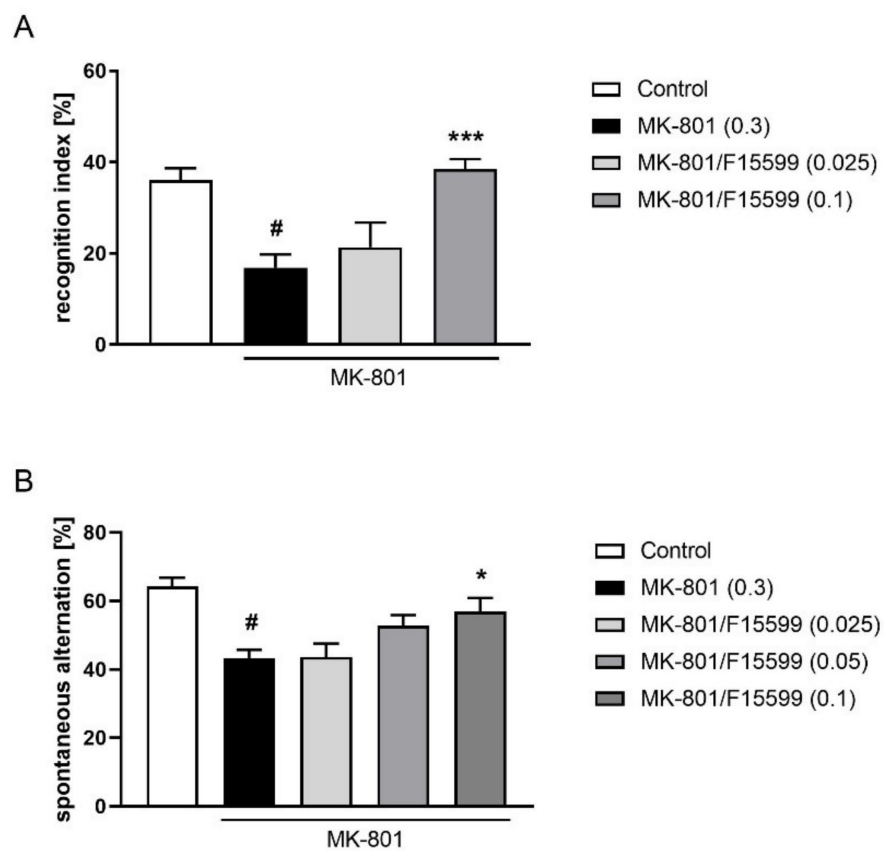 A
recognition index [%]
60
40
20
0
#
***
MK-801
Control
MK-801 (0.3)
MK-801/F15599 (0.025)
MK-801/F15599 (0.1)
B
spontaneous alternation [%]
80
60
40
20
0
#
*
MK-801
Control
MK-801 (0.3)
MK-801/F15599 (0.025)
MK-801/F15599 (0.05)
MK-801/F15599 (0.1)